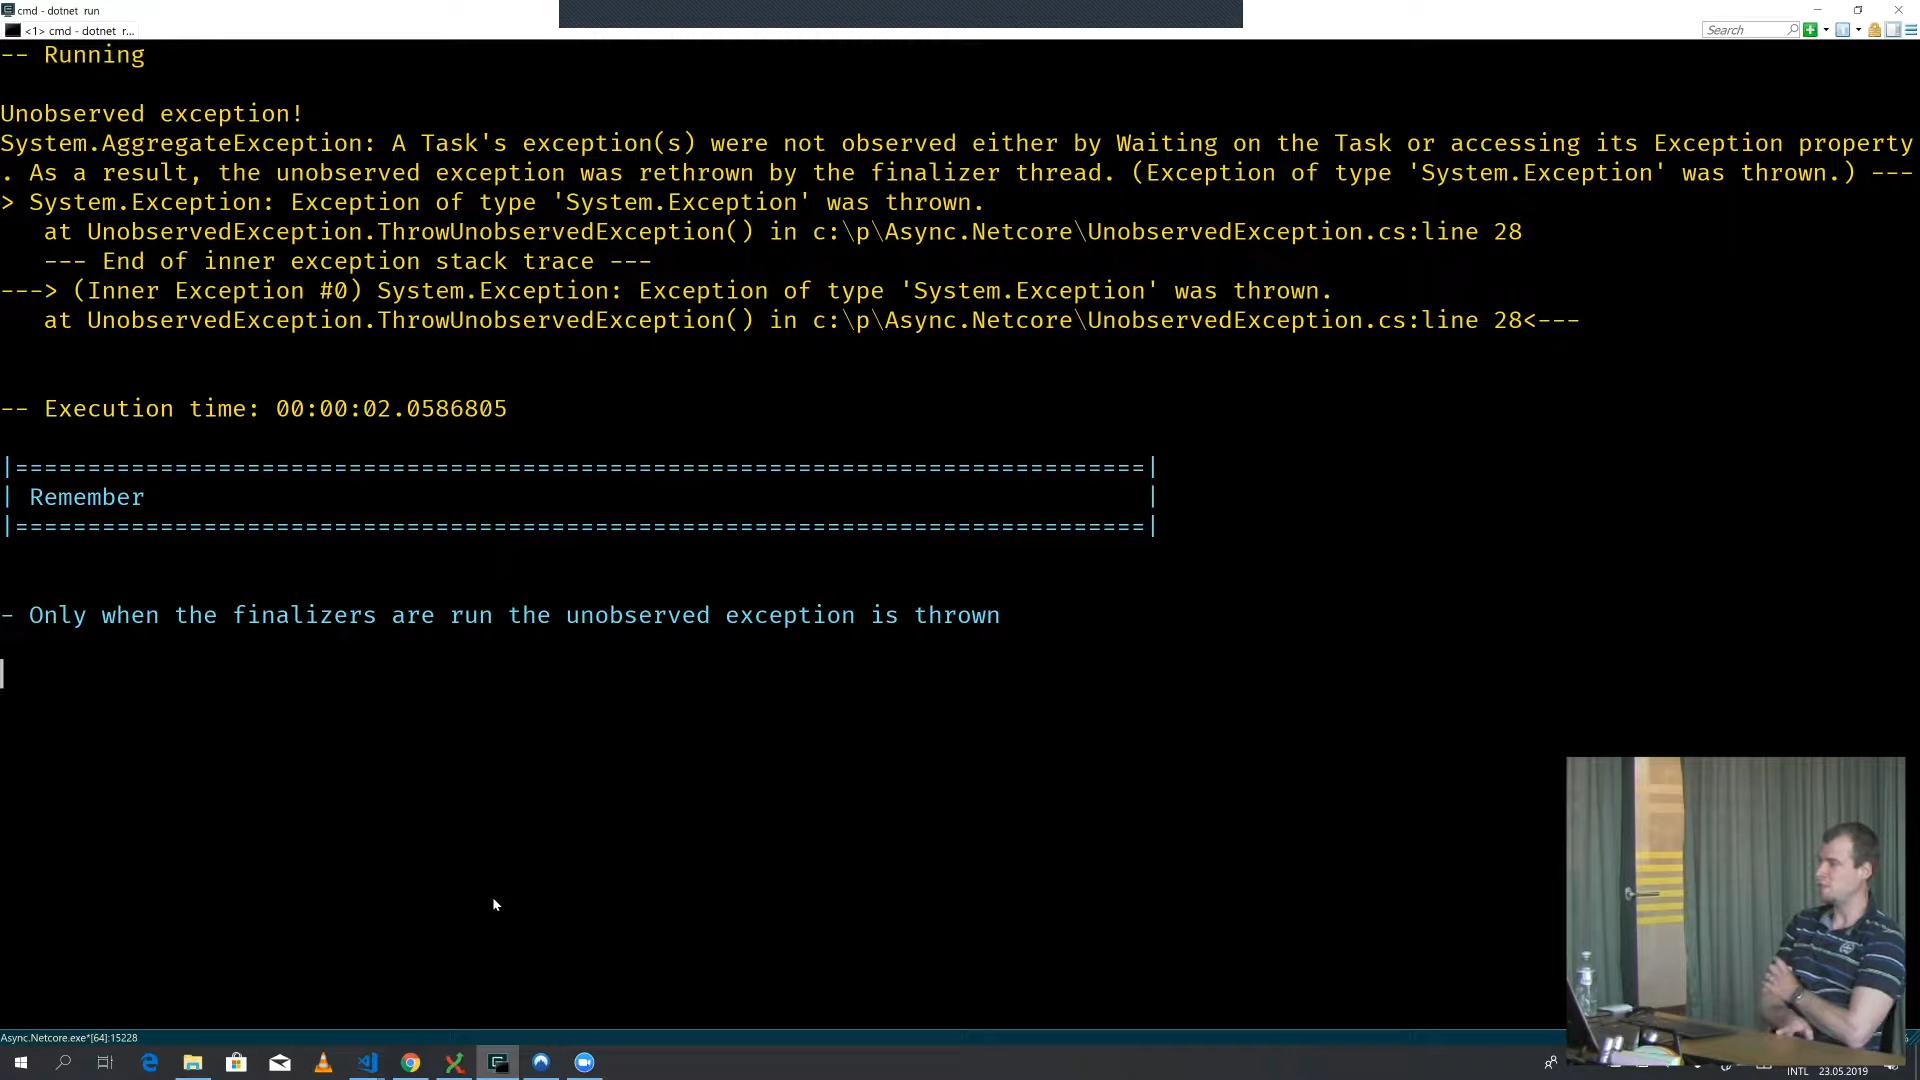 cmd - dotnet  run
<1> cmd - dotnet  r...
Search
-- Running
Unobserved exception!
System.AggregateException: A Task's exception(s) were not observed either by Waiting on the Task or accessing its Exception property
. As a result, the unobserved exception was rethrown by the finalizer thread. (Exception of type 'System.Exception' was thrown.) ---
> System.Exception: Exception of type 'System.Exception' was thrown.
   at UnobservedException.ThrowUnobservedException() in c:\p\Async.Netcore\UnobservedException.cs:line 28
   --- End of inner exception stack trace ---
---> (Inner Exception #0) System.Exception: Exception of type 'System.Exception' was thrown.
   at UnobservedException.ThrowUnobservedException() in c:\p\Async.Netcore\UnobservedException.cs:line 28<---
-- Execution time: 00:00:02.0586805
|==============================================================================|
| Remember |
|==============================================================================|
- Only when the finalizers are run the unobserved exception is thrown
Async.Netcore.exe*[64]:15228
INTL 23.05.2019